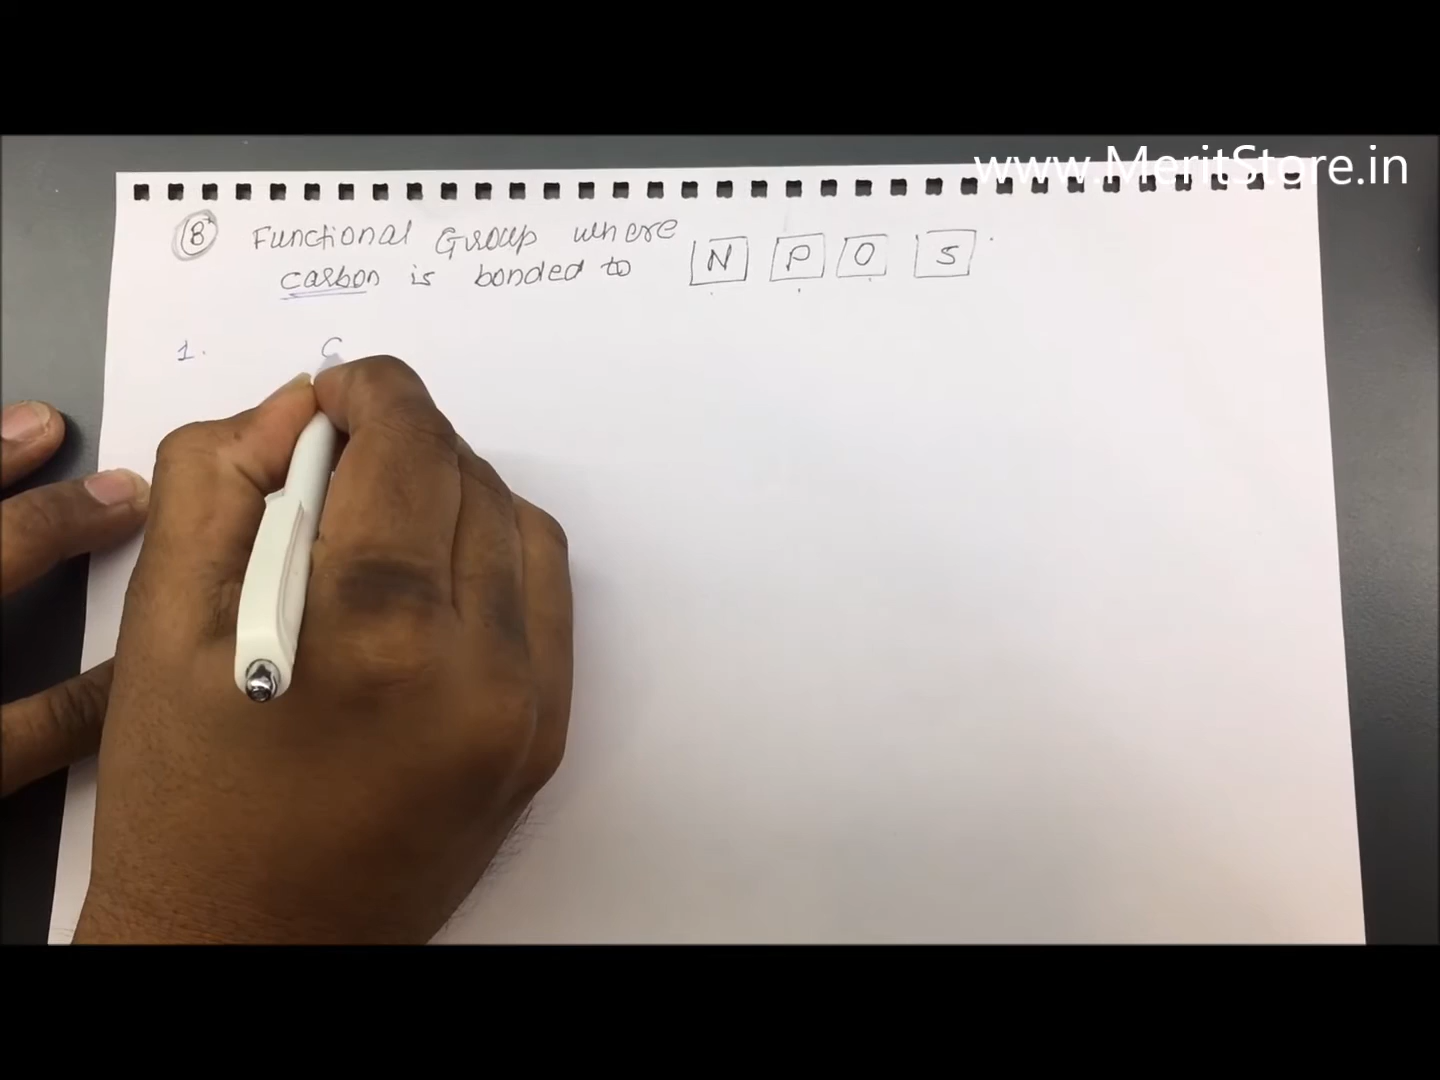 www.MeritStore.in
8 Functional Group where
carbon is bonded to N P O S
1. C